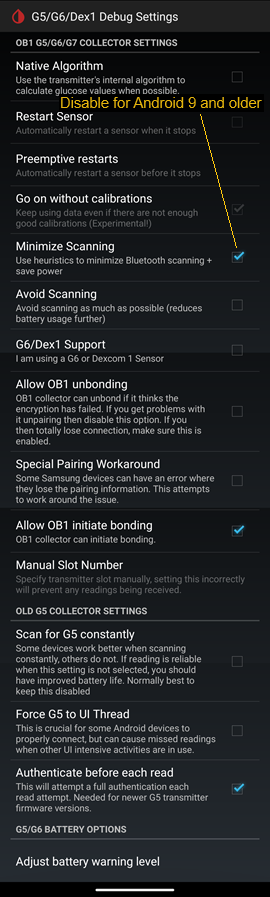 G5/G6/Dex1 Debug Settings
OB1 G5/G6/G7 COLLECTOR SETTINGS
Native Algorithm
Use the transmitter's internal algorithm to
calculate glucose values when possible.
Disable for Android 9 and older
Restart Sensor
Automatically restart a sensor when it stops
Preemptive restarts
Automatically restart a sensor before it stops
Go on without calibrations
Keep using data even if there are not enough
good calibrations (Experimental!)
Minimize Scanning
Use heuristics to minimize Bluetooth scanning +
save power
Avoid Scanning
Avoid scanning as much as possible (reduces
battery usage further)
G6/Dex1 Support
I am using a G6 or Dexcom 1 Sensor
Allow OB1 unbonding
OB1 collector can unbond if it thinks the
encryption has failed. If you get problems with
it unpairing then disable this option. If you
then totally lose connection, make sure this is
enabled.
Special Pairing Workaround
Some Samsung devices can have an error where
they lose the pairing information. This attempts
to work around the issue.
Allow OB1 initiate bonding
OB1 collector can initiate bonding.
Manual Slot Number
Specify transmitter slot manually, setting this incorrectly
will prevent any readings being received.
OLD G5 COLLECTOR SETTINGS
Scan for G5 constantly
Some devices work better when scanning
constantly, others do not. If reading is reliable
when this setting is not selected, you should
have improved battery life. Normally best to
keep this disabled
Force G5 to UI Thread
This is crucial for some Android devices to
properly connect, but can cause missed readings
when other UI intensive activities are in use.
Authenticate before each read
This will attempt a full authentication each
read attempt. Needed for newer G5 transmitter
firmware versions.
G5/G6 BATTERY OPTIONS
Adjust battery warning level